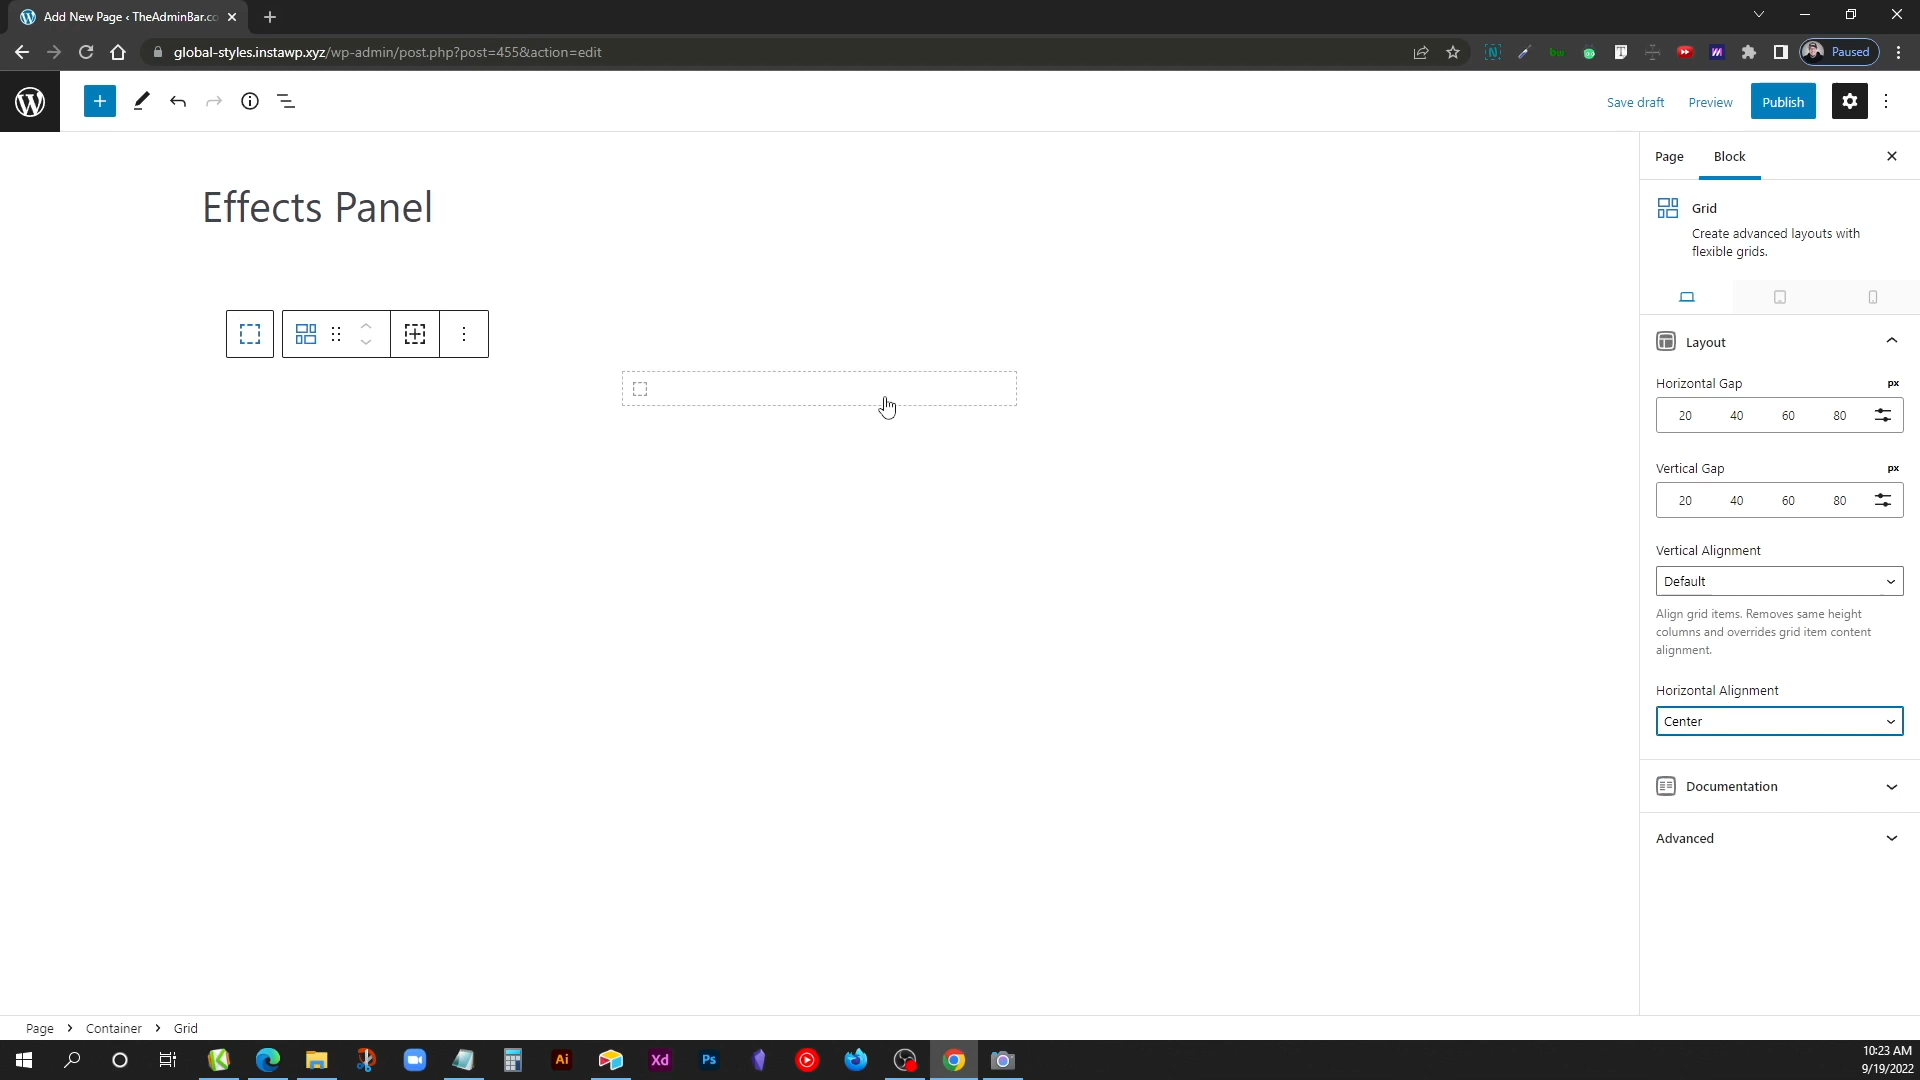 Add New Page ‹ TheAdminBar.co
global-styles.instawp.xyz/wp-admin/post.php?post=455&action=edit
Paused
Save draft
Preview
Publish
Page
Block
Effects Panel
Grid
Create advanced layouts with
flexible grids.
Layout
Horizontal Gap
px
20
40
60
80
Vertical Gap
px
20
40
60
80
Vertical Alignment
Default
Align grid items. Removes same height
columns and overrides grid item content
alignment.
Horizontal Alignment
Center
Documentation
Advanced
Page
Container
Grid
Ai
Xd
Ps
10:23 AM
9/19/2022